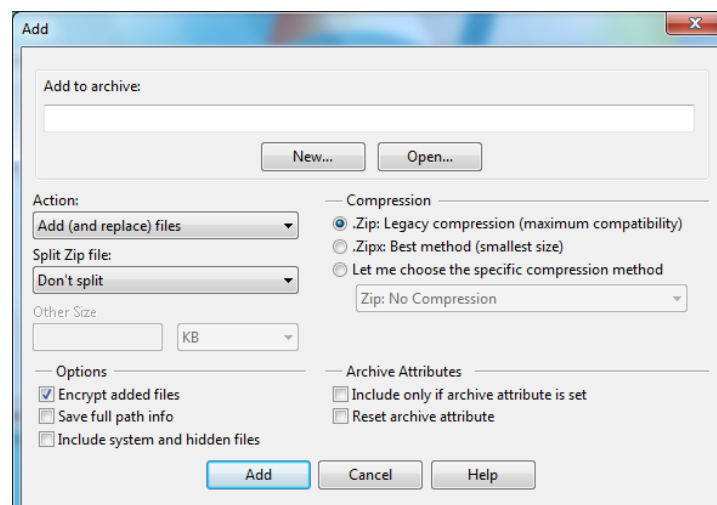 Add
Add to archive:
New...
Open...
Action:
Add (and replace) files
Split Zip file:
Don't split
Other Size
KB
Compression
.Zip: Legacy compression (maximum compatibility)
.Zipx: Best method (smallest size)
Let me choose the specific compression method
Zip: No Compression
Options
Encrypt added files
Save full path info
Include system and hidden files
Archive Attributes
Include only if archive attribute is set
Reset archive attribute
Add
Cancel
Help